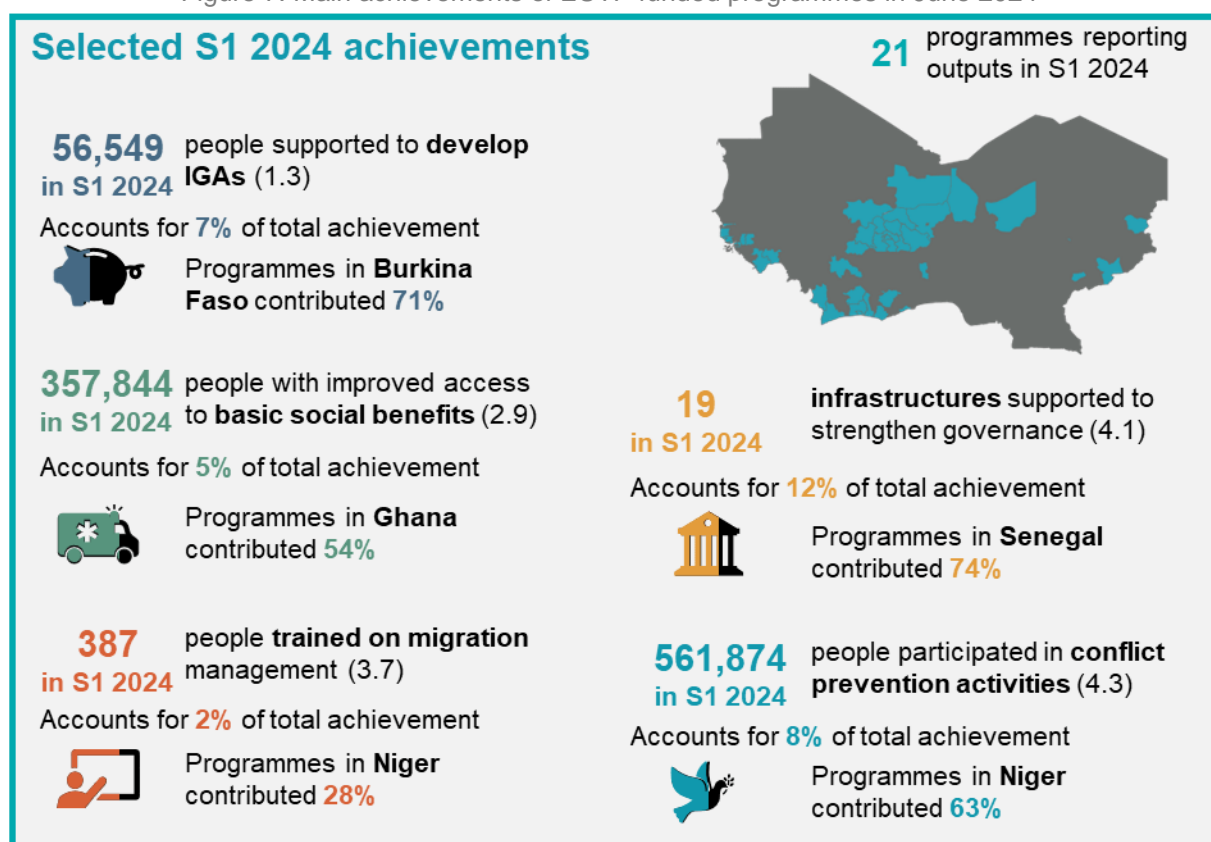 Selected S1 2024 achievements
21
programmes reporting
outputs in S1 2024
56,549
in S1 2024
people supported to develop
IGAs (1.3)
Accounts for 7% of total achievement
Programmes in Burkina
Faso contributed 71%
357,844
in S1 2024
people with improved access
to basic social benefits (2.9)
Accounts for 5% of total achievement
Programmes in Ghana
contributed 54%
387
in S1 2024
people trained on migration
management (3.7)
Accounts for 2% of total achievement
Programmes in Niger
contributed 28%
19
in S1 2024
infrastructures supported to
strengthen governance (4.1)
Accounts for 12% of total achievement
Programmes in Senegal
contributed 74%
561,874
in S1 2024
people participated in conflict
prevention activities (4.3)
Accounts for 8% of total achievement
Programmes in Niger
contributed 63%